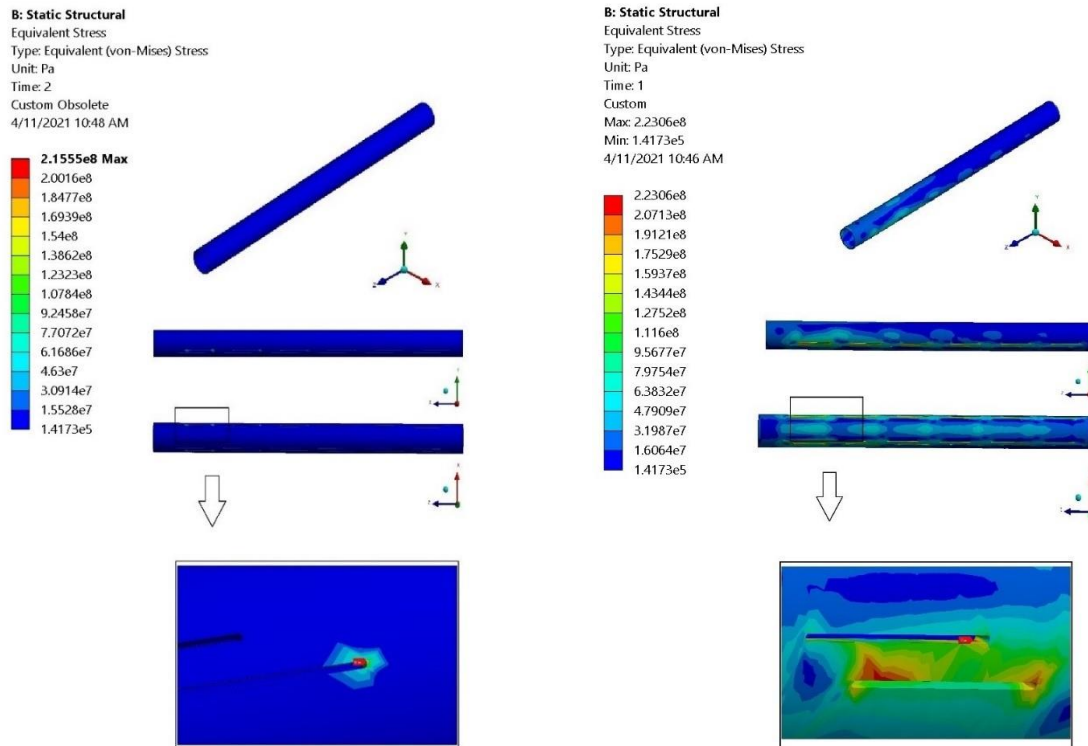 B: Static Structural
Equivalent Stress
Type: Equivalent (von-Mises) Stress
Unit: Pa
Time: 2
Custom Obsolete
4/11/2021 10:48 AM
2.1555e8 Max
2.0016e8
1.8477e8
1.6939e8
1.54e8
1.3862e8
1.2323e8
1.0784e8
9.2458e7
7.7072e7
6.1686e7
4.63e7
3.0914e7
1.5528e7
1.4173e5
B: Static Structural
Equivalent Stress
Type: Equivalent (von-Mises) Stress
Unit: Pa
Time: 1
Custom
Max: 2.2306e8
Min: 1.4173e5
4/11/2021 10:46 AM
2.2306e8
2.0713e8
1.9121e8
1.7529e8
1.5937e8
1.4344e8
1.2752e8
1.116e8
9.5677e7
7.9754e7
6.3832e7
4.7909e7
3.1987e7
1.6064e7
1.4173e5